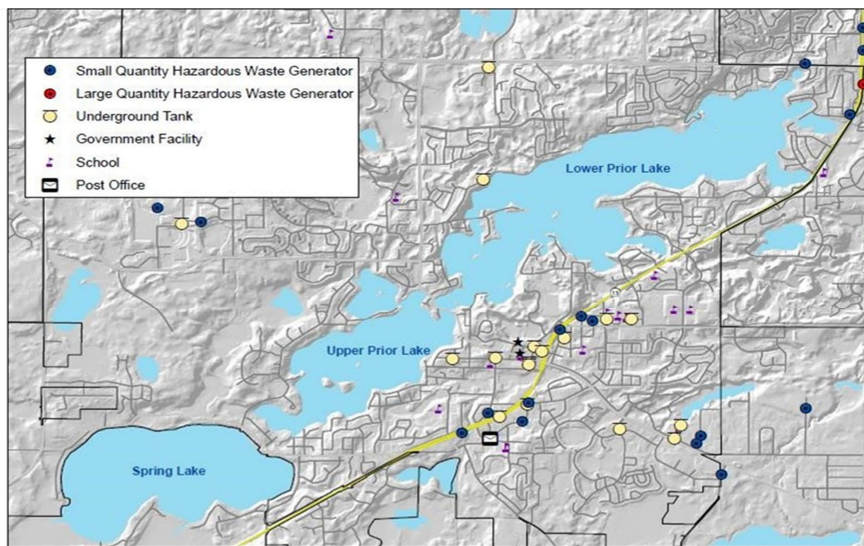 Small Quantity Hazardous Waste Generator
Large Quantity Hazardous Waste Generator
Underground Tank
Government Facility
School
Post Office
Lower Prior Lake
Upper Prior Lake
Spring Lake